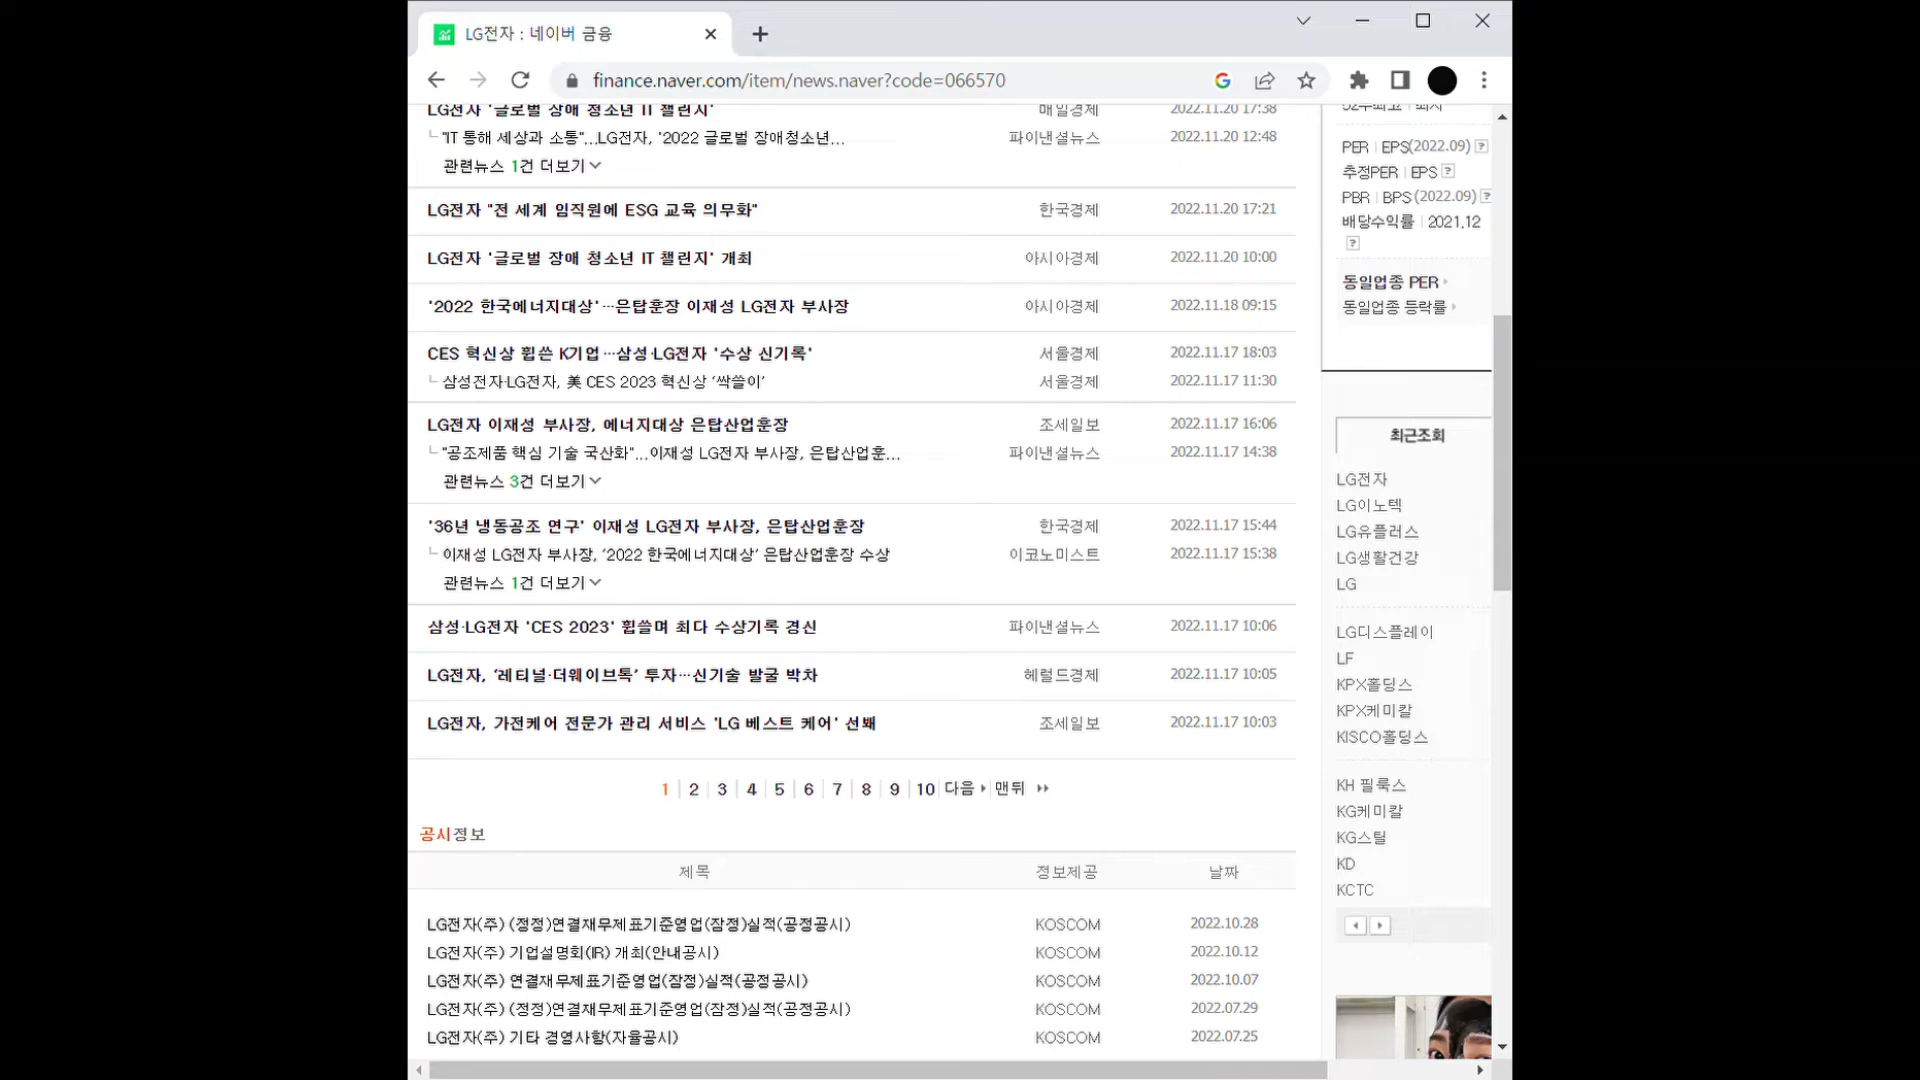 LG전자 : 네이버 금융
finance.naver.com/item/news.naver?code=066570
LG전자 '글로벌 장애 청소년 IT 챌린지' 매일경제 2022.11.20 17:38
"IT 통해 세상과 소통"...LG전자, '2022 글로벌 장애청소년... 파이낸셜뉴스 2022.11.20 12:48
관련뉴스 1건 더보기
LG전자 "전 세계 임직원에 ESG 교육 의무화" 한국경제 2022.11.20 17:21
LG전자 '글로벌 장애 청소년 IT 챌린지' 개최 아시아경제 2022.11.20 10:00
'2022 한국에너지대상'…은탑훈장 이재성 LG전자 부사장 아시아경제 2022.11.18 09:15
CES 혁신상 휩쓴 K기업…삼성·LG전자 '수상 신기록' 서울경제 2022.11.17 18:03
삼성전자·LG전자, 美 CES 2023 혁신상 ‘싹쓸이’ 서울경제 2022.11.17 11:30
LG전자 이재성 부사장, 에너지대상 은탑산업훈장 조세일보 2022.11.17 16:06
"공조제품 핵심 기술 국산화"...이재성 LG전자 부사장, 은탑산업훈... 파이낸셜뉴스 2022.11.17 14:38
관련뉴스 3건 더보기
'36년 냉동공조 연구' 이재성 LG전자 부사장, 은탑산업훈장 한국경제 2022.11.17 15:44
이재성 LG전자 부사장, ‘2022 한국에너지대상’ 은탑산업훈장 수상 이코노미스트 2022.11.17 15:38
관련뉴스 1건 더보기
삼성·LG전자 'CES 2023' 휩쓸며 최다 수상기록 경신 파이낸셜뉴스 2022.11.17 10:06
LG전자, ‘레티널·더웨이브톡’ 투자…신기술 발굴 박차 헤럴드경제 2022.11.17 10:05
LG전자, 가전케어 전문가 관리 서비스 'LG 베스트 케어' 선봬 조세일보 2022.11.17 10:03
1 2 3 4 5 6 7 8 9 10 다음 맨뒤
공시정보
제목 정보제공 날짜
LG전자(주) (정정)연결재무제표기준영업(잠정)실적(공정공시) KOSCOM 2022.10.28
LG전자(주) 기업설명회(IR) 개최(안내공시) KOSCOM 2022.10.12
LG전자(주) 연결재무제표기준영업(잠정)실적(공정공시) KOSCOM 2022.10.07
LG전자(주) (정정)연결재무제표기준영업(잠정)실적(공정공시) KOSCOM 2022.07.29
LG전자(주) 기타 경영사항(자율공시) KOSCOM 2022.07.25
PER EPS(2022.09)
추정PER EPS
PBR BPS(2022.09)
배당수익률 2021.12
동일업종 PER
동일업종 등락률
최근조회
LG전자
LG이노텍
LG유플러스
LG생활건강
LG
LG디스플레이
LF
KPX홀딩스
KPX케미칼
KISCO홀딩스
KH 필룩스
KG케미칼
KG스틸
KD
KCTC